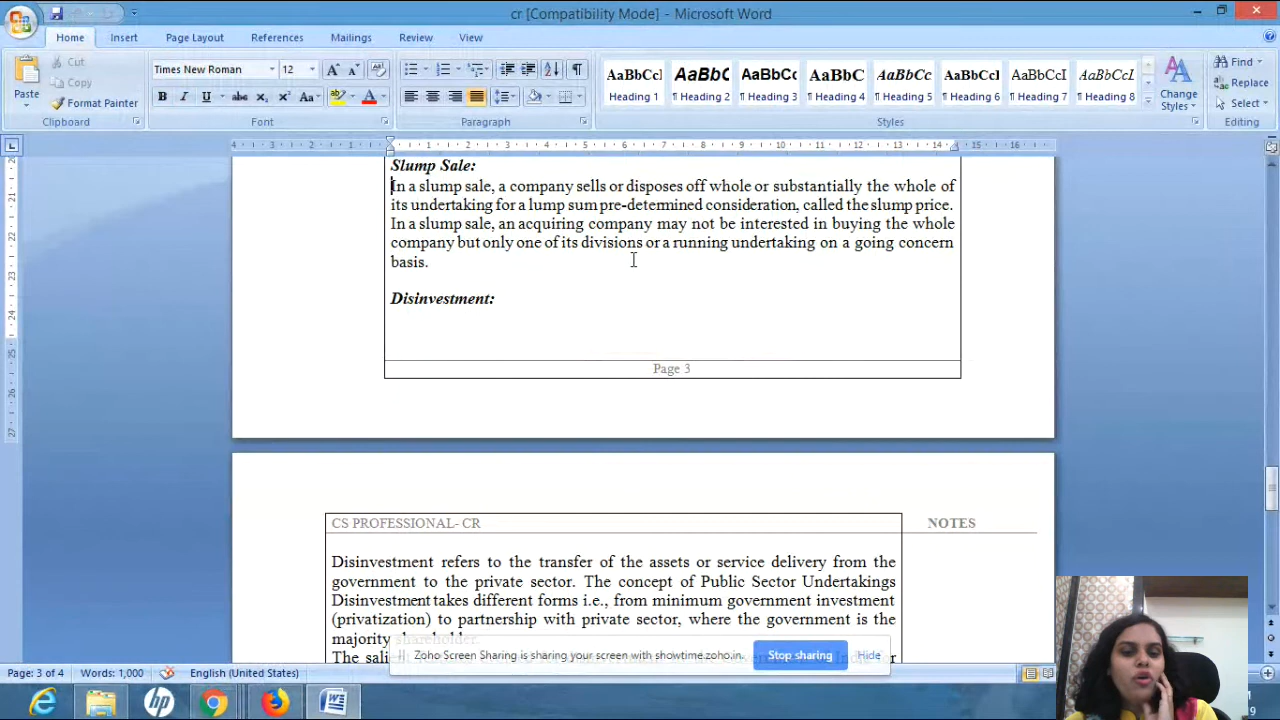 cr [Compatibility Mode] - Microsoft Word
Home Insert Page Layout References Mailings Review View
Cut
Copy
Format Painter
Paste
Clipboard
Times New Roman 12
Font
Paragraph
AaBbCcI AaBbC AaBbCc AaBbC AaBbCc AaBbCc AaBbCcI AaBbCcI
Heading 1 ¶ Heading 2 ¶ Heading 3 ¶ Heading 4 ¶ Heading 5 ¶ Heading 6 ¶ Heading 7 ¶ Heading 8
Styles
Change
Styles
Find
Replace
Select
Editing
Slump Sale:
In a slump sale, a company sells or disposes off whole or substantially the whole of
its undertaking for a lump sum pre-determined consideration, called the slump price.
In a slump sale, an acquiring company may not be interested in buying the whole
company but only one of its divisions or a running undertaking on a going concern
basis.
Disinvestment:
Page 3
CS PROFESSIONAL- CR NOTES
Disinvestment refers to the transfer of the assets or service delivery from the
government to the private sector. The concept of Public Sector Undertakings
Disinvestment takes different forms i.e., from minimum government investment
(privatization) to partnership with private sector, where the government is the
majority shareholder.
The
Zoho Screen Sharing is sharing your screen with showtime.zoho.in. Stop sharing Hide
Page: 3 of 4 Words: 1,000 English (United States)